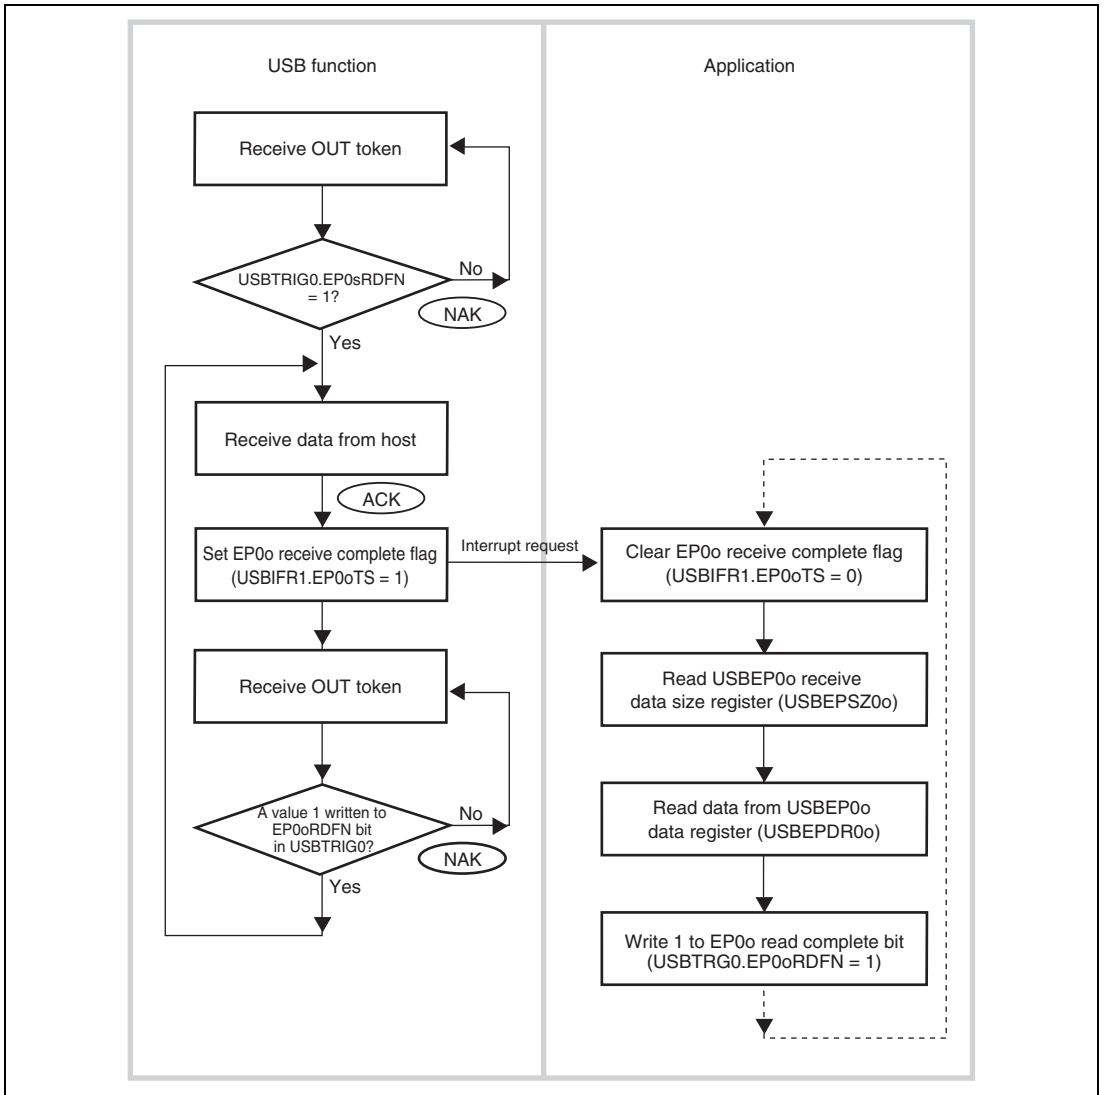 USB function
Application
Receive OUT token
USBTRIG0.EP0sRDFN
= 1?
No
NAK
Yes
Receive data from host
ACK
Set EP0o receive complete flag
(USBIFR1.EP0oTS = 1)
Interrupt request
Clear EP0o receive complete flag
(USBIFR1.EP0oTS = 0)
Receive OUT token
Read USBEP0o receive
data size register (USBEPSZ0o)
A value 1 written to
EP0oRDFN bit
in USBTRIG0?
No
NAK
Yes
Read data from USBEP0o
data register (USBEPDR0o)
Write 1 to EP0o read complete bit
(USBTRG0.EP0oRDFN = 1)